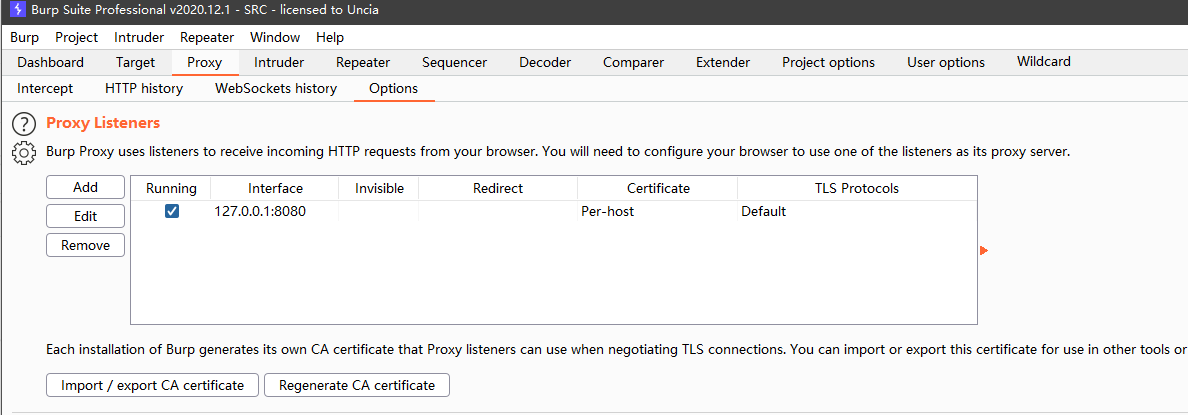 Burp Suite Professional v2020.12.1 - SRC - licensed to Uncia
Burp Project Intruder Repeater Window Help
Dashboard Target Proxy Intruder Repeater Sequencer Decoder Comparer Extender Project options User options Wildcard
Intercept HTTP history WebSockets history Options
? Proxy Listeners
Burp Proxy uses listeners to receive incoming HTTP requests from your browser. You will need to configure your browser to use one of the listeners as its proxy server.
Add Running Interface Invisible Redirect Certificate TLS Protocols
Edit 127.0.0.1:8080 Per-host Default
Remove
Each installation of Burp generates its own CA certificate that Proxy listeners can use when negotiating TLS connections. You can import or export this certificate for use in other tools or
Import / export CA certificate Regenerate CA certificate